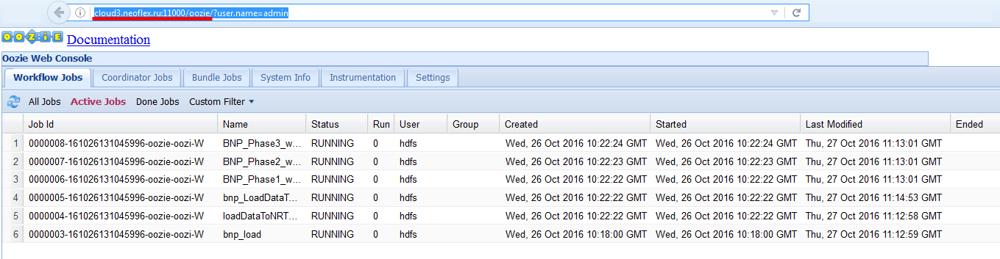 cloud3.neoflex.ru:11000/oozie/?user.name=admin
OOZIE Documentation
Oozie Web Console
Workflow Jobs Coordinator Jobs Bundle Jobs System Info Instrumentation Settings
All Jobs Active Jobs Done Jobs Custom Filter
Job Id Name Status Run User Group Created Started Last Modified Ended
1 0000008-161026131045996-oozie-oozi-W BNP_Phase3_w... RUNNING 0 hdfs Wed, 26 Oct 2016 10:22:24 GMT Wed, 26 Oct 2016 10:22:24 GMT Thu, 27 Oct 2016 11:13:01 GMT
2 0000007-161026131045996-oozie-oozi-W BNP_Phase2_w... RUNNING 0 hdfs Wed, 26 Oct 2016 10:22:23 GMT Wed, 26 Oct 2016 10:22:23 GMT Thu, 27 Oct 2016 11:13:01 GMT
3 0000006-161026131045996-oozie-oozi-W BNP_Phase1_w... RUNNING 0 hdfs Wed, 26 Oct 2016 10:22:22 GMT Wed, 26 Oct 2016 10:22:22 GMT Thu, 27 Oct 2016 11:13:01 GMT
4 0000005-161026131045996-oozie-oozi-W bnp_LoadDataT... RUNNING 0 hdfs Wed, 26 Oct 2016 10:22:22 GMT Wed, 26 Oct 2016 10:22:22 GMT Thu, 27 Oct 2016 11:14:53 GMT
5 0000004-161026131045996-oozie-oozi-W loadDataToNRT... RUNNING 0 hdfs Wed, 26 Oct 2016 10:22:22 GMT Wed, 26 Oct 2016 10:22:22 GMT Thu, 27 Oct 2016 11:12:58 GMT
6 0000003-161026131045996-oozie-oozi-W bnp_load RUNNING 0 hdfs Wed, 26 Oct 2016 10:18:00 GMT Wed, 26 Oct 2016 10:18:00 GMT Thu, 27 Oct 2016 11:12:59 GMT